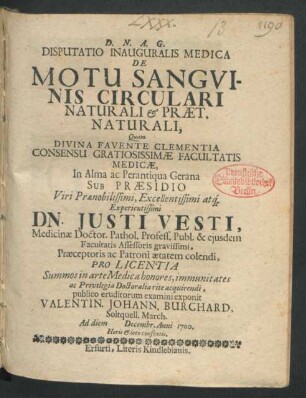 LXXX.
13
D. N. A. G.
DISPUTATIO INAUGURALIS MEDICA
DE
MOTU SANGVI-
NIS CIRCULARI
NATURALI & PRÆT.
NATURALI,
Quam
DIVINA FAVENTE CLEMENTIA
CONSENSU GRATIOSISSIMÆ FACULTATIS
MEDICÆ,
In Alma ac Perantiqua Gerana
SUB PRÆSIDIO
Viri Prænobilissimi, Excellentissimi atq;
Experientissimi
DN. JUSTI VESTI,
Medicinæ Doctor. Pathol. Profess. Publ. & ejusdem
Facultatis Assessoris gravissimi,
Præceptoris ac Patroni ætatem colendi,
PRO LICENTIA
Summos in arte Medica honores, immunitates
ac Privilegia Doctoralia rite acquirendi,
publico eruditorum examini exponit
VALENTIN. JOHANN, BURCHARD.
Soltquell. March.
Ad diem Decembr. Anni 1700.
Horis & loco consuetis.
Erfurti, Literis Kindlebianis.